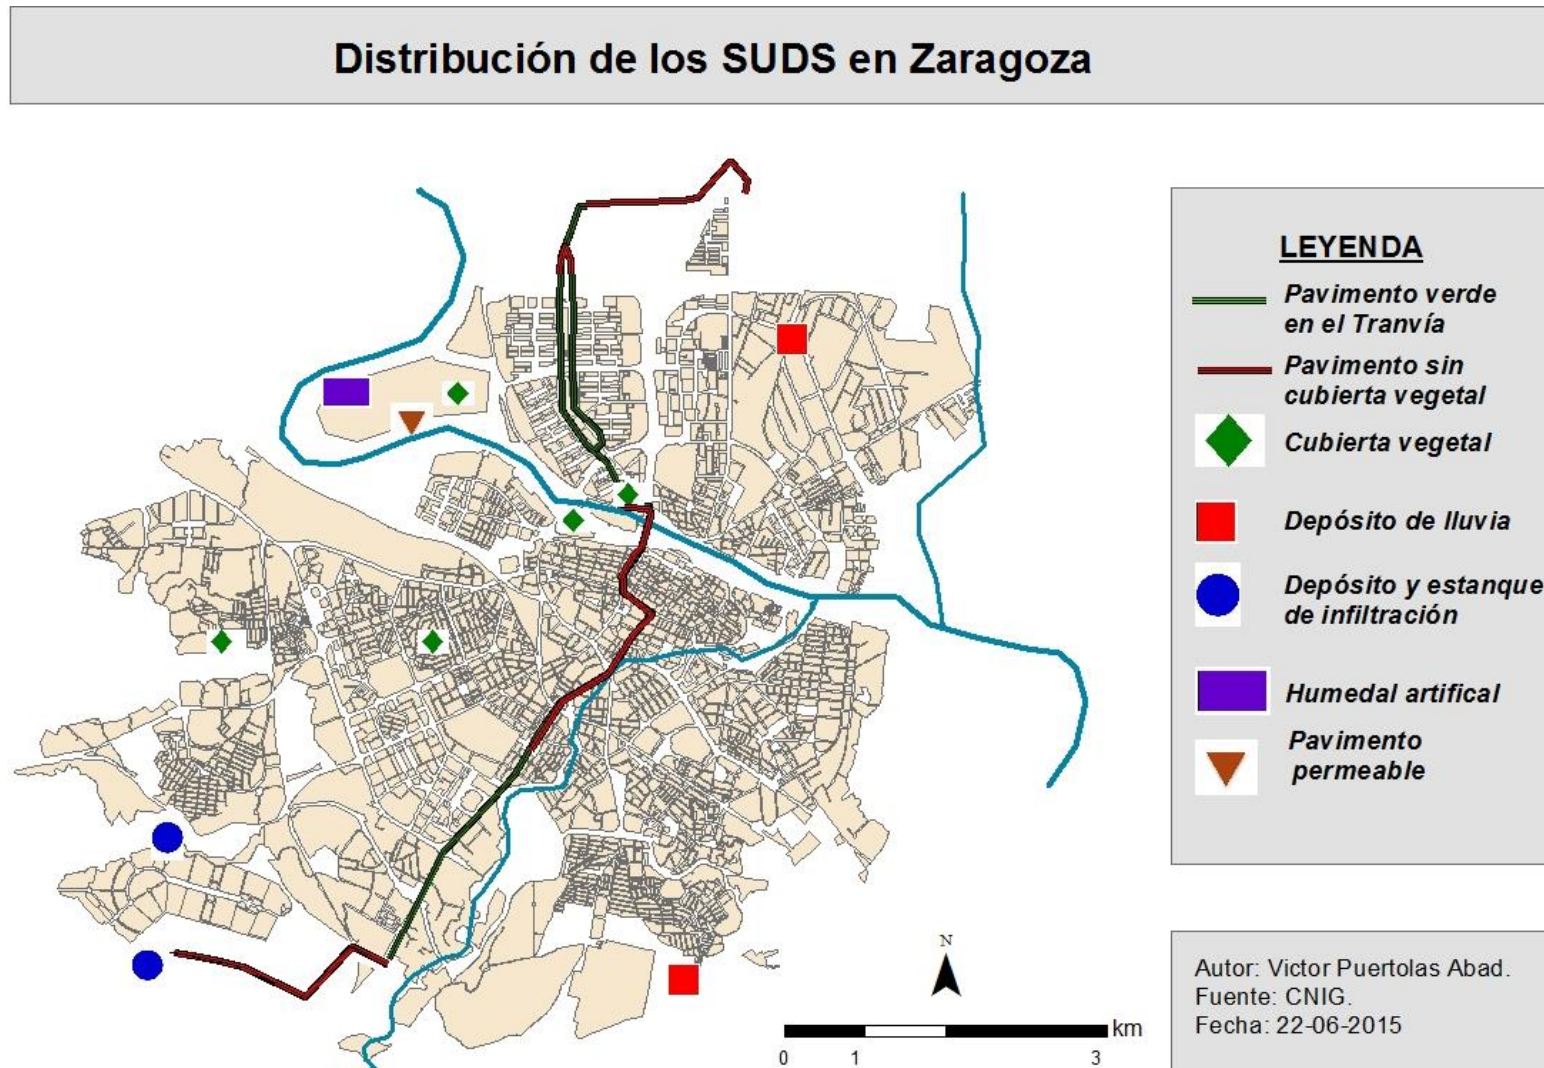 Distribución de los SUDS en Zaragoza
LEYENDA
Pavimento verde
en el Tranvía
Pavimento sin
cubierta vegetal
Cubierta vegetal
Depósito de lluvia
Depósito y estanque
de infiltración
Humedal artifical
Pavimento
permeable
N
km
0 1 3
Autor: Victor Puertolas Abad.
Fuente: CNIG.
Fecha: 22-06-2015